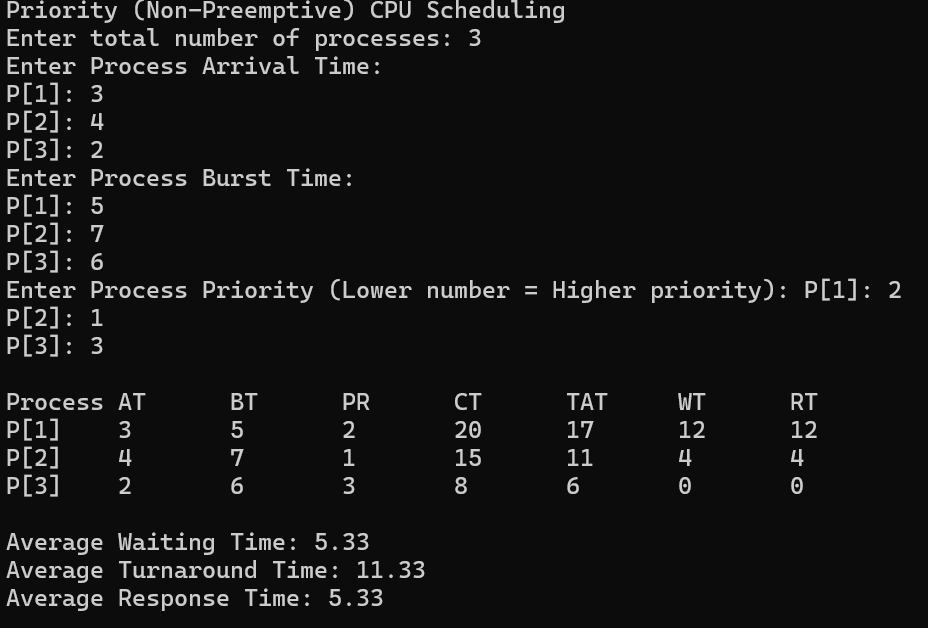 Priority (Non-Preemptive) CPU Scheduling
Enter total number of processes: 3
Enter Process Arrival Time:
P[1]: 3
P[2]: 4
P[3]: 2
Enter Process Burst Time:
P[1]: 5
P[2]: 7
P[3]: 6
Enter Process Priority (Lower number = Higher priority): P[1]: 2
P[2]: 1
P[3]: 3

Process AT      BT      PR      CT      TAT     WT      RT
P[1]    3       5       2       20      17      12      12
P[2]    4       7       1       15      11      4       4
P[3]    2       6       3       8       6       0       0

Average Waiting Time: 5.33
Average Turnaround Time: 11.33
Average Response Time: 5.33